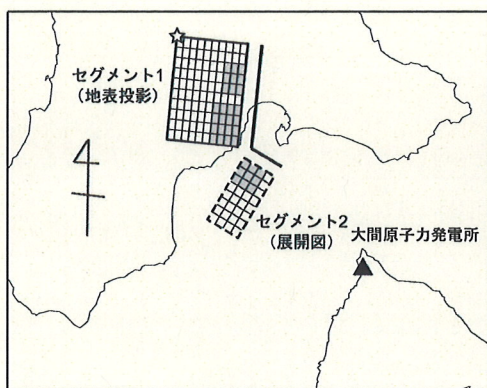 セグメント1
（地表投影）
セグメント2
（展開図）
大間原子力発電所